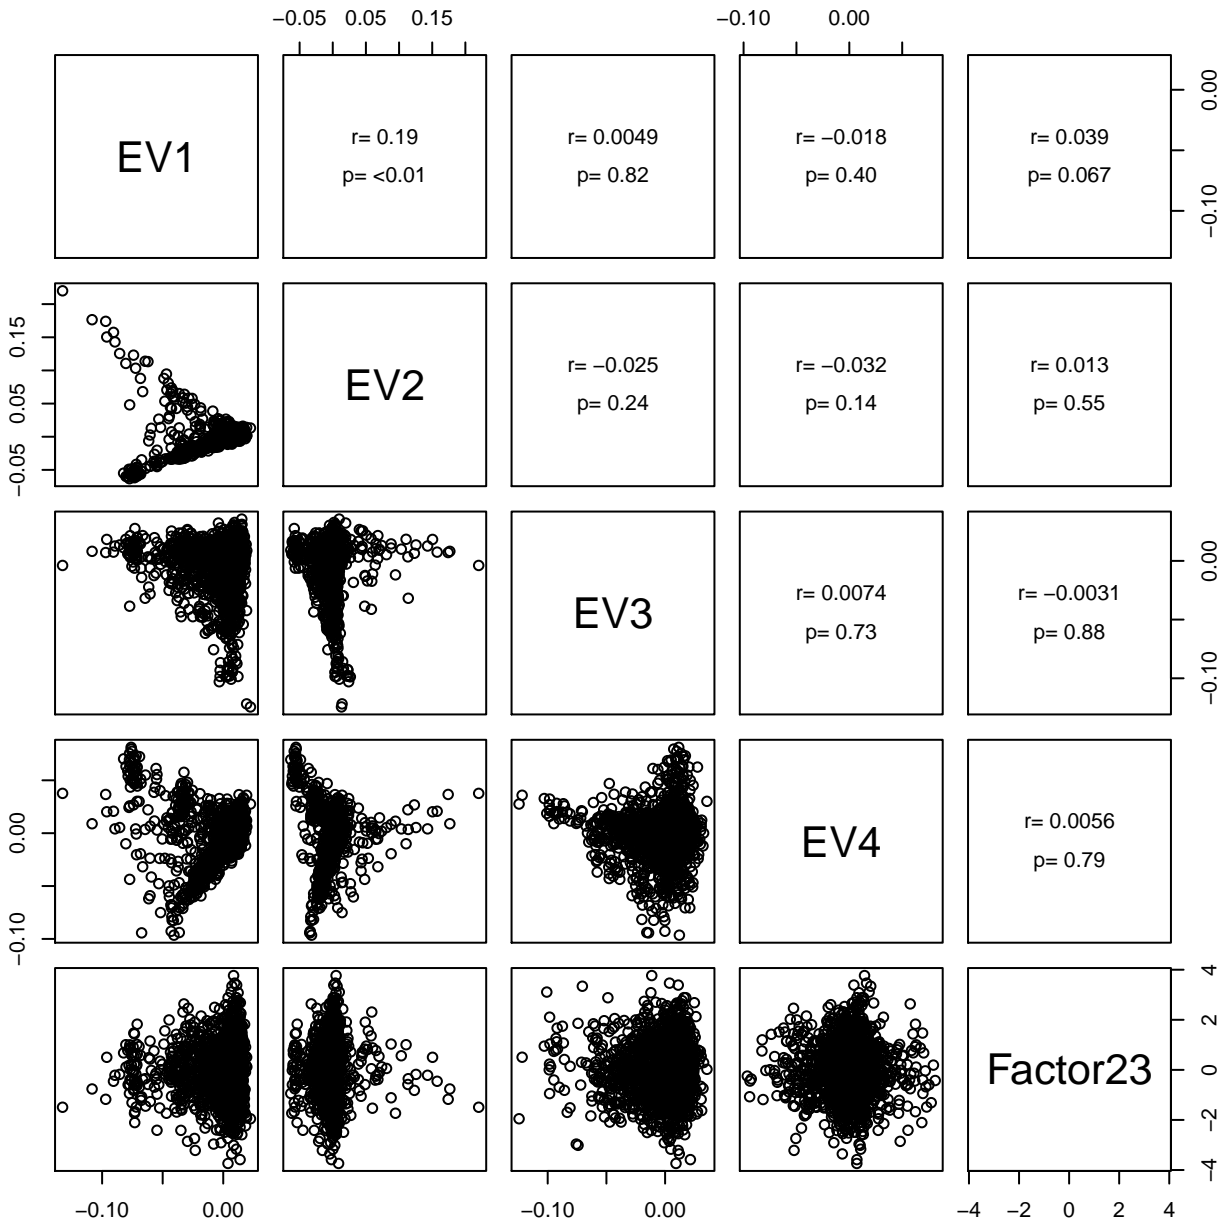 −0.05 0.05 0.15 −0.10 0.00
EV1
r= 0.19
p= <0.01
r= 0.0049
p= 0.82
r= −0.018
p= 0.40
r= 0.039
p= 0.067
0.00
−0.10
0.15
0.05
−0.05
EV2
r= −0.025
p= 0.24
r= −0.032
p= 0.14
r= 0.013
p= 0.55
EV3
r= 0.0074
p= 0.73
r= −0.0031
p= 0.88
0.00
−0.10
0.00
−0.10
EV4
r= 0.0056
p= 0.79
Factor23
4
2
0
−2
−4
−0.10 0.00 −0.10 0.00 −4 −2 0 2 4